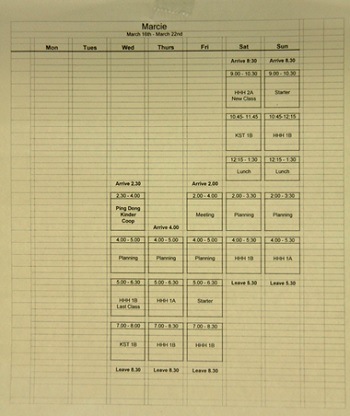 Marcie
March 16th - March 22nd
Mon Tues Wed Thurs Fri Sat Sun
Arrive 8:30 Arrive 8.30
9.00 - 10.30 9.00 - 10.30
HHH 2A Starter
New Class
10.45- 11.45 10:45-12:15
KST 1B HHH 1B
12:15 - 1:30 12:15 - 1:30
Lunch Lunch
Arrive 2.30 Arrive 2.00
2.30 - 4.00 2.00 - 4.00 2.00 - 3.30 2:00 - 3:30
Ping Dong Meeting Planning Planning
Kinder
Coop
Arrive 4.00
4.00 - 5.00 4.00 - 5.00 4.00 - 5.00 4:00 - 5:30 4.00 - 5.30
Planning Planning Planning HHH 1B HHH 1A
5.00 - 6.30 5.00 - 6.30 5.00 - 6.30 Leave 5.30 Leave 5.30
HHH 1B HHH 1A Starter
Last Class
7.00 - 8.00 7.00 - 8.30 7.00 - 8.30
KST 1B HHH 1B HHH 1B
Leave 8.30 Leave 8.30 Leave 8.30